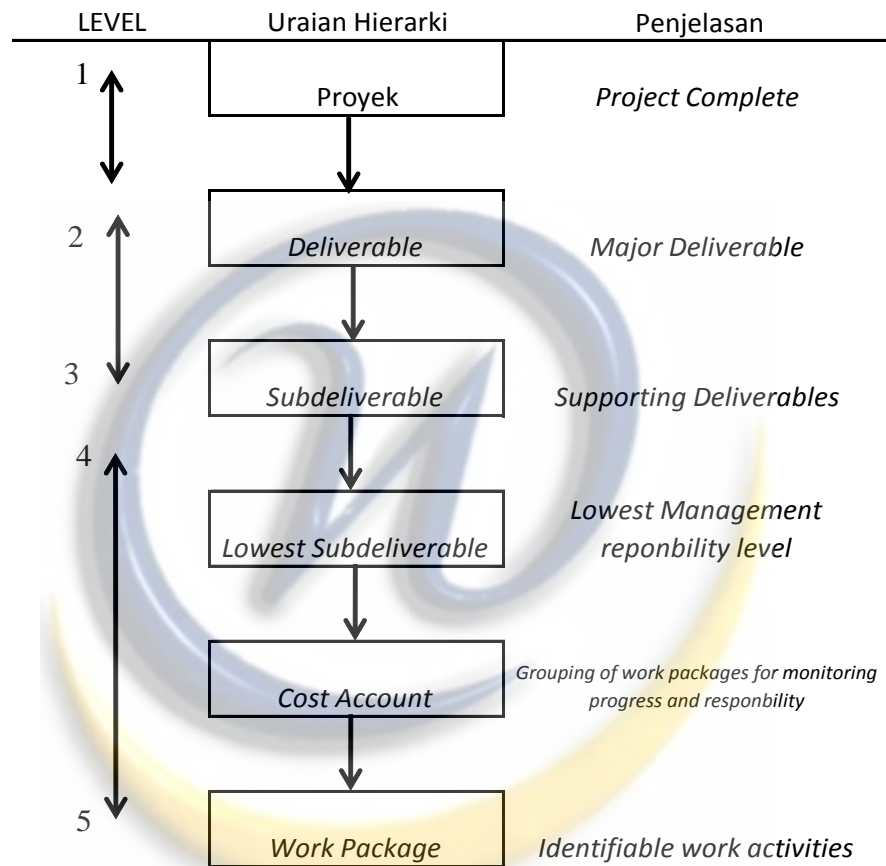 LEVEL Uraian Hierarki Penjelasan
1
Proyek Project Complete
2
Deliverable Major Deliverable
3
Subdeliverable Supporting Deliverables
4
Lowest Management
Lowest Subdeliverable reponbility level
Grouping of work packages for monitoring
Cost Account progress and responbility
5
Work Package Identifiable work activities